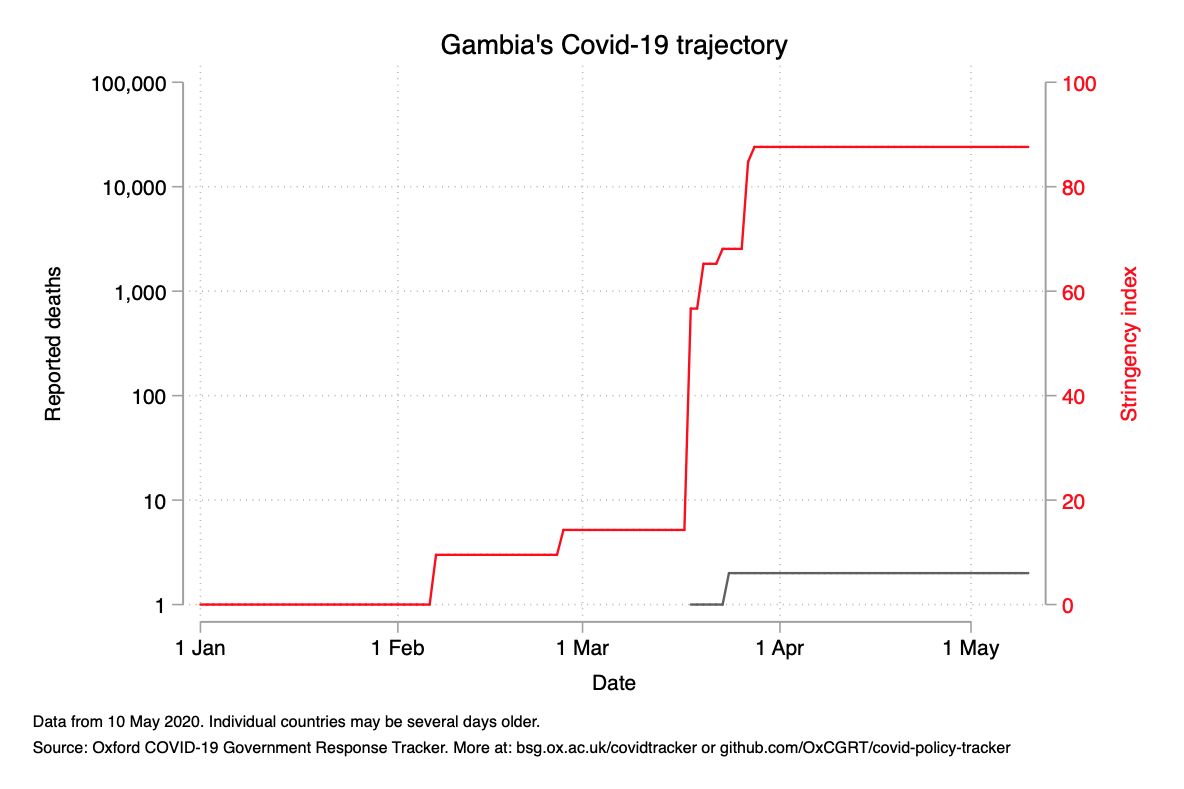 Gambia's Covid-19 trajectory
100,000
10,000
1,000
100
10
1
Reported deaths
100
80
60
40
20
0
Stringency index
1 Jan
1 Feb
1 Mar
1 Apr
1 May
Date
Data from 10 May 2020. Individual countries may be several days older.
Source: Oxford COVID-19 Government Response Tracker. More at: bsg.ox.ac.uk/covidtracker or github.com/OxCGRT/covid-policy-tracker